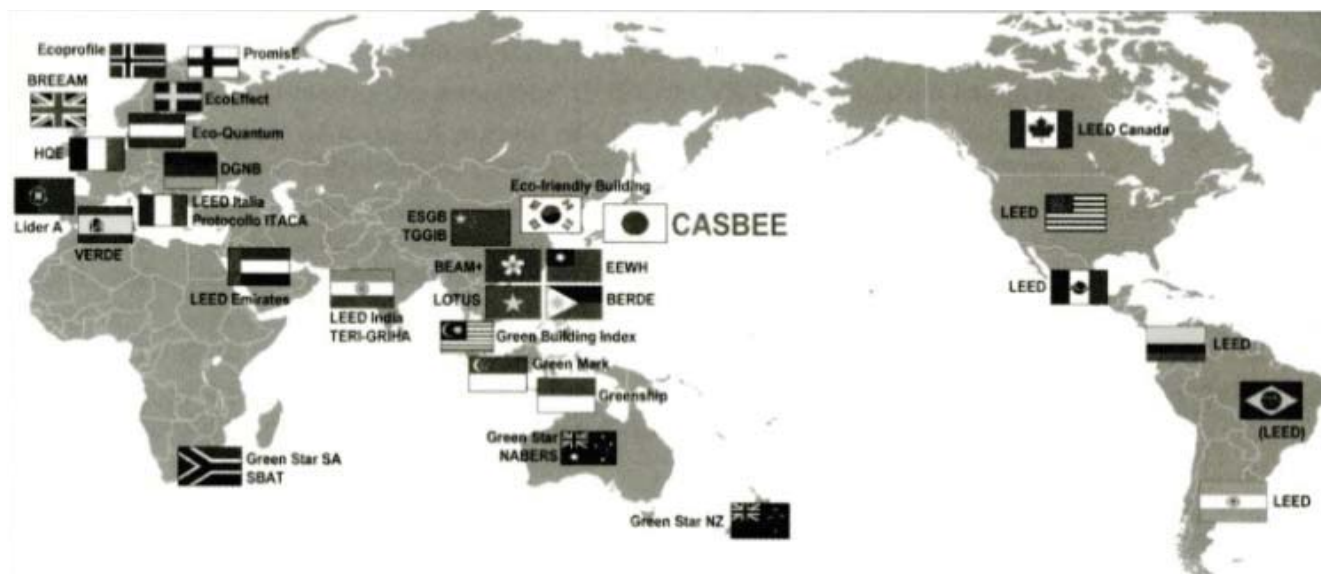 Ecoprofile
PromisE
BREEAM
EcoEffect
Eco-Quantum
HQE
DGNB
Lider A
LEED Italia
Protocollo ITACA
VERDE
LEED Emirates
LEED India
TERI-GRIHA
Eco-friendly Building
ESGB
TGGIB
CASBEE
BEAM+
EEWH
LOTUS
BERDE
Green Building Index
Green Mark
Greenship
Green Star
NABERS
Green Star SA
SBAT
Green Star NZ
LEED Canada
LEED
LEED
LEED
(LEED)
LEED